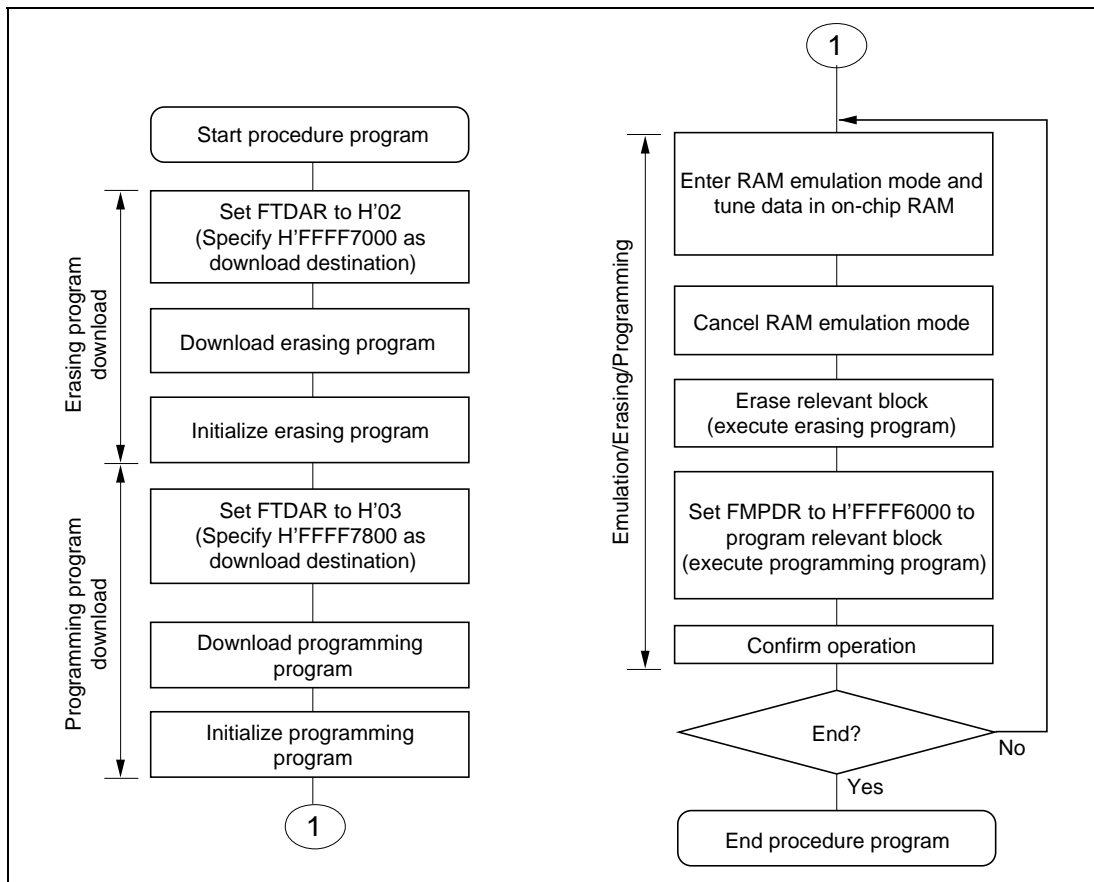 Start procedure program
Erasing program
download
Set FTDAR to H'02
(Specify H'FFFF7000 as
download destination)
Download erasing program
Initialize erasing program
Programming program
download
Set FTDAR to H'03
(Specify H'FFFF7800 as
download destination)
Download programming
program
Initialize programming
program
1
1
Emulation/Erasing/Programming
Enter RAM emulation mode and
tune data in on-chip RAM
Cancel RAM emulation mode
Erase relevant block
(execute erasing program)
Set FMPDR to H'FFFF6000 to
program relevant block
(execute programming program)
Confirm operation
End?
No
Yes
End procedure program